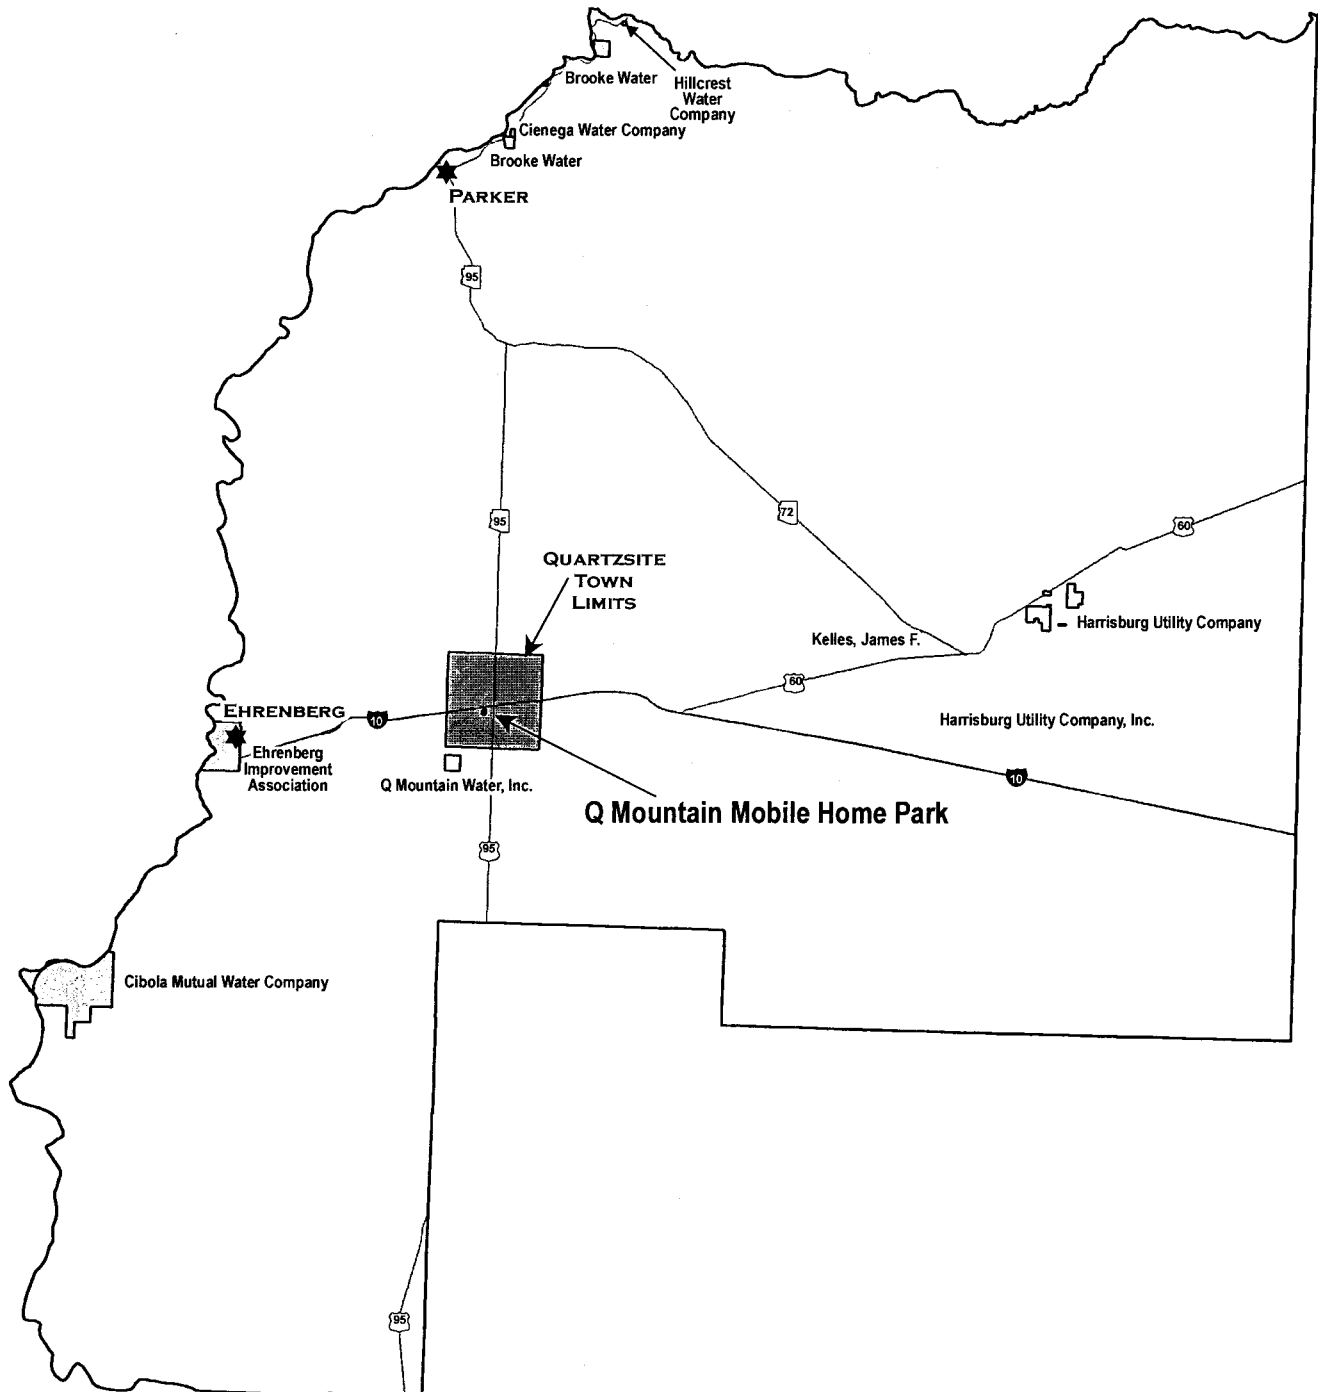 Brooke Water
Hillcrest
Water
Company
Cienega Water Company
Brooke Water
PARKER
95
95
72
60
QUARTZSITE
TOWN
LIMITS
Kelles, James F.
Harrisburg Utility Company
60
EHRENBERG
10
Harrisburg Utility Company, Inc.
Ehrenberg
Improvement
Association
Q Mountain Water, Inc.
10
Q Mountain Mobile Home Park
95
Cibola Mutual Water Company
95